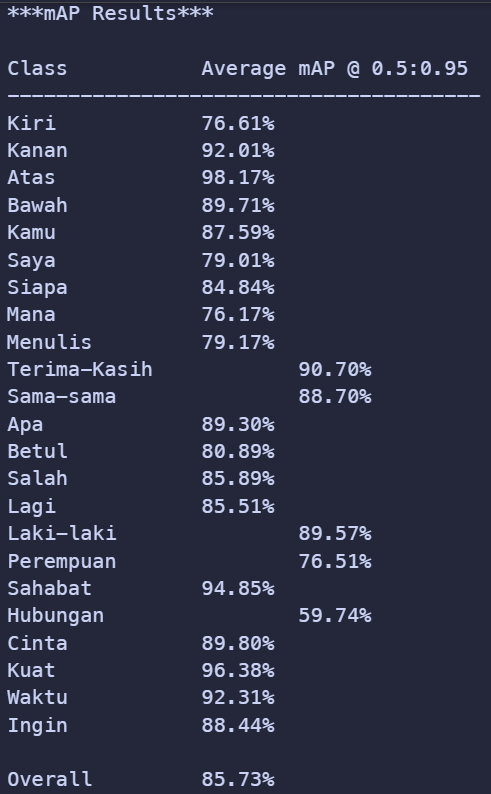 ***mAP Results***
Class Average mAP @ 0.5:0.95
---------------------------------------
Kiri 76.61%
Kanan 92.01%
Atas 98.17%
Bawah 89.71%
Kamu 87.59%
Saya 79.01%
Siapa 84.84%
Mana 76.17%
Menulis 79.17%
Terima-Kasih 90.70%
Sama-sama 88.70%
Apa 89.30%
Betul 80.89%
Salah 85.89%
Lagi 85.51%
Laki-laki 89.57%
Perempuan 76.51%
Sahabat 94.85%
Hubungan 59.74%
Cinta 89.80%
Kuat 96.38%
Waktu 92.31%
Ingin 88.44%
Overall 85.73%